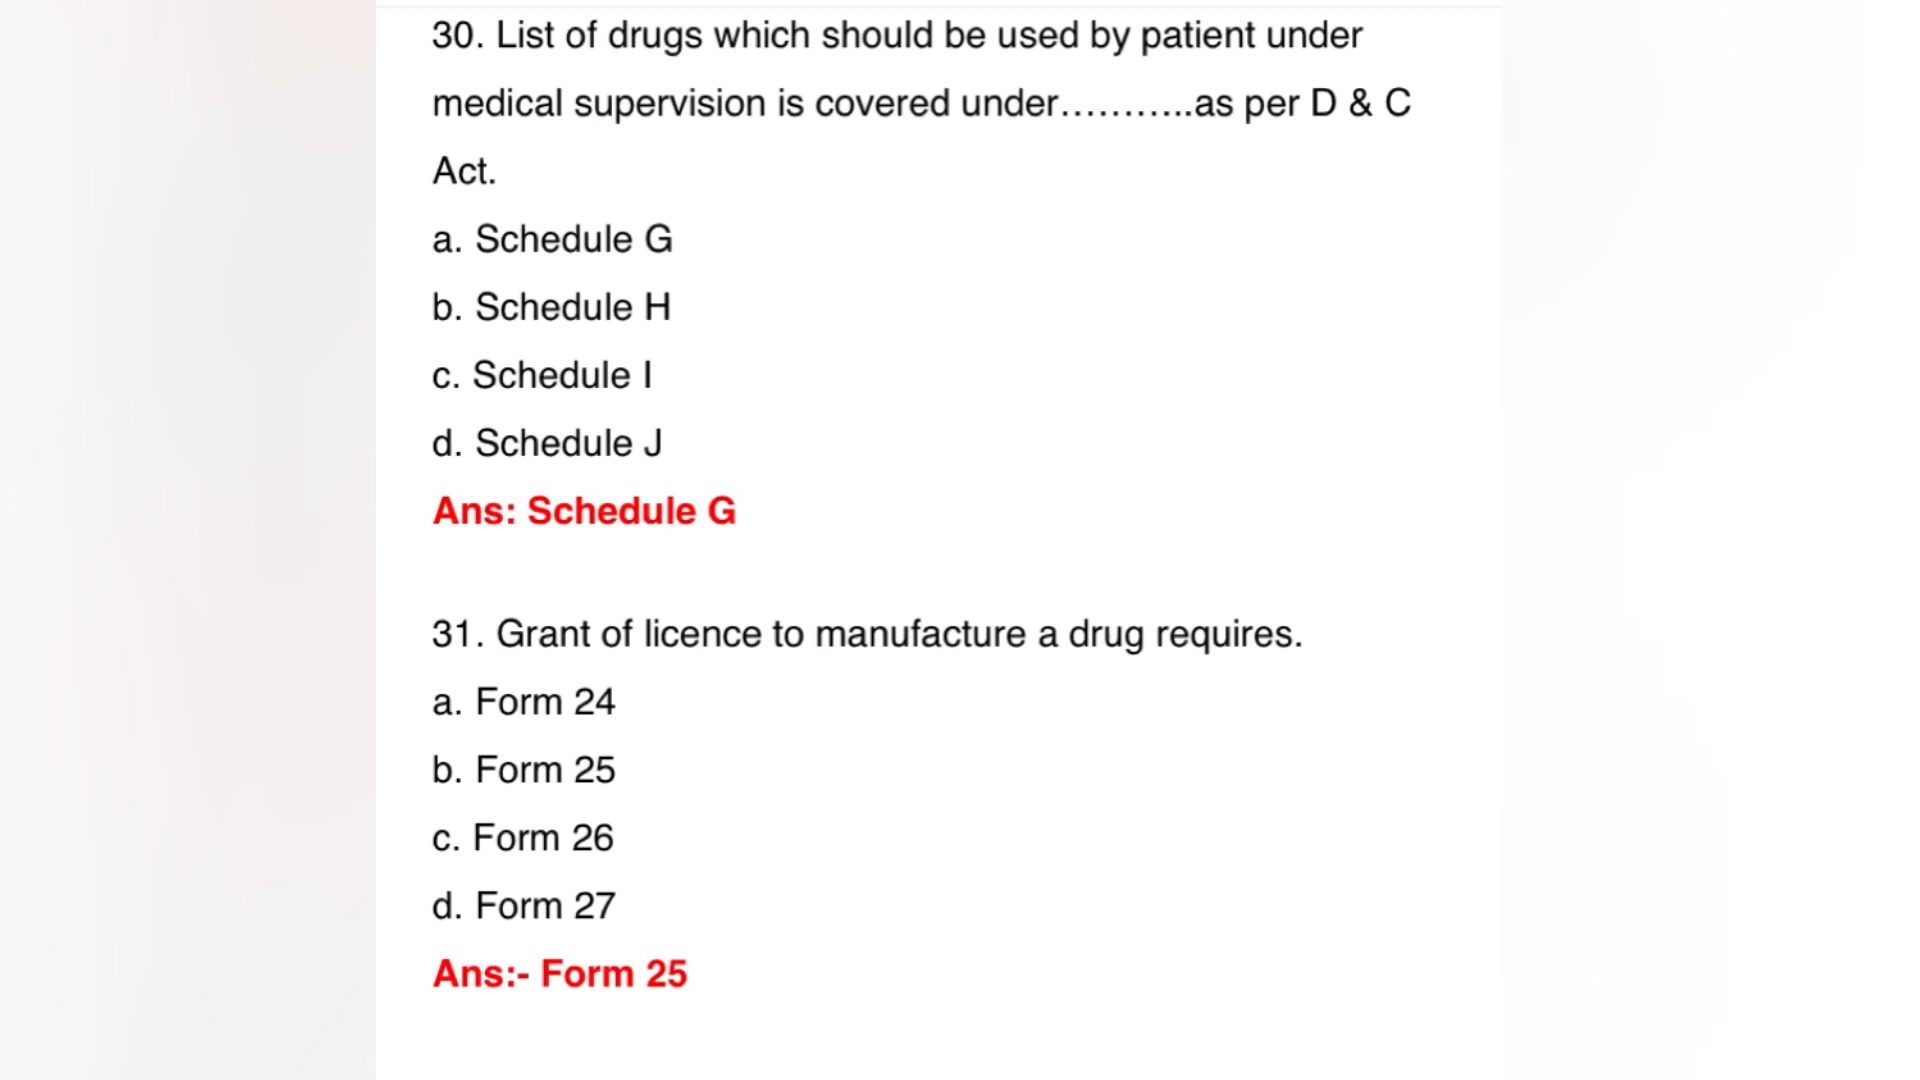 30. List of drugs which should be used by patient under
medical supervision is covered under………..as per D & C
Act.
a. Schedule G
b. Schedule H
c. Schedule I
d. Schedule J
Ans: Schedule G
31. Grant of licence to manufacture a drug requires.
a. Form 24
b. Form 25
c. Form 26
d. Form 27
Ans:- Form 25